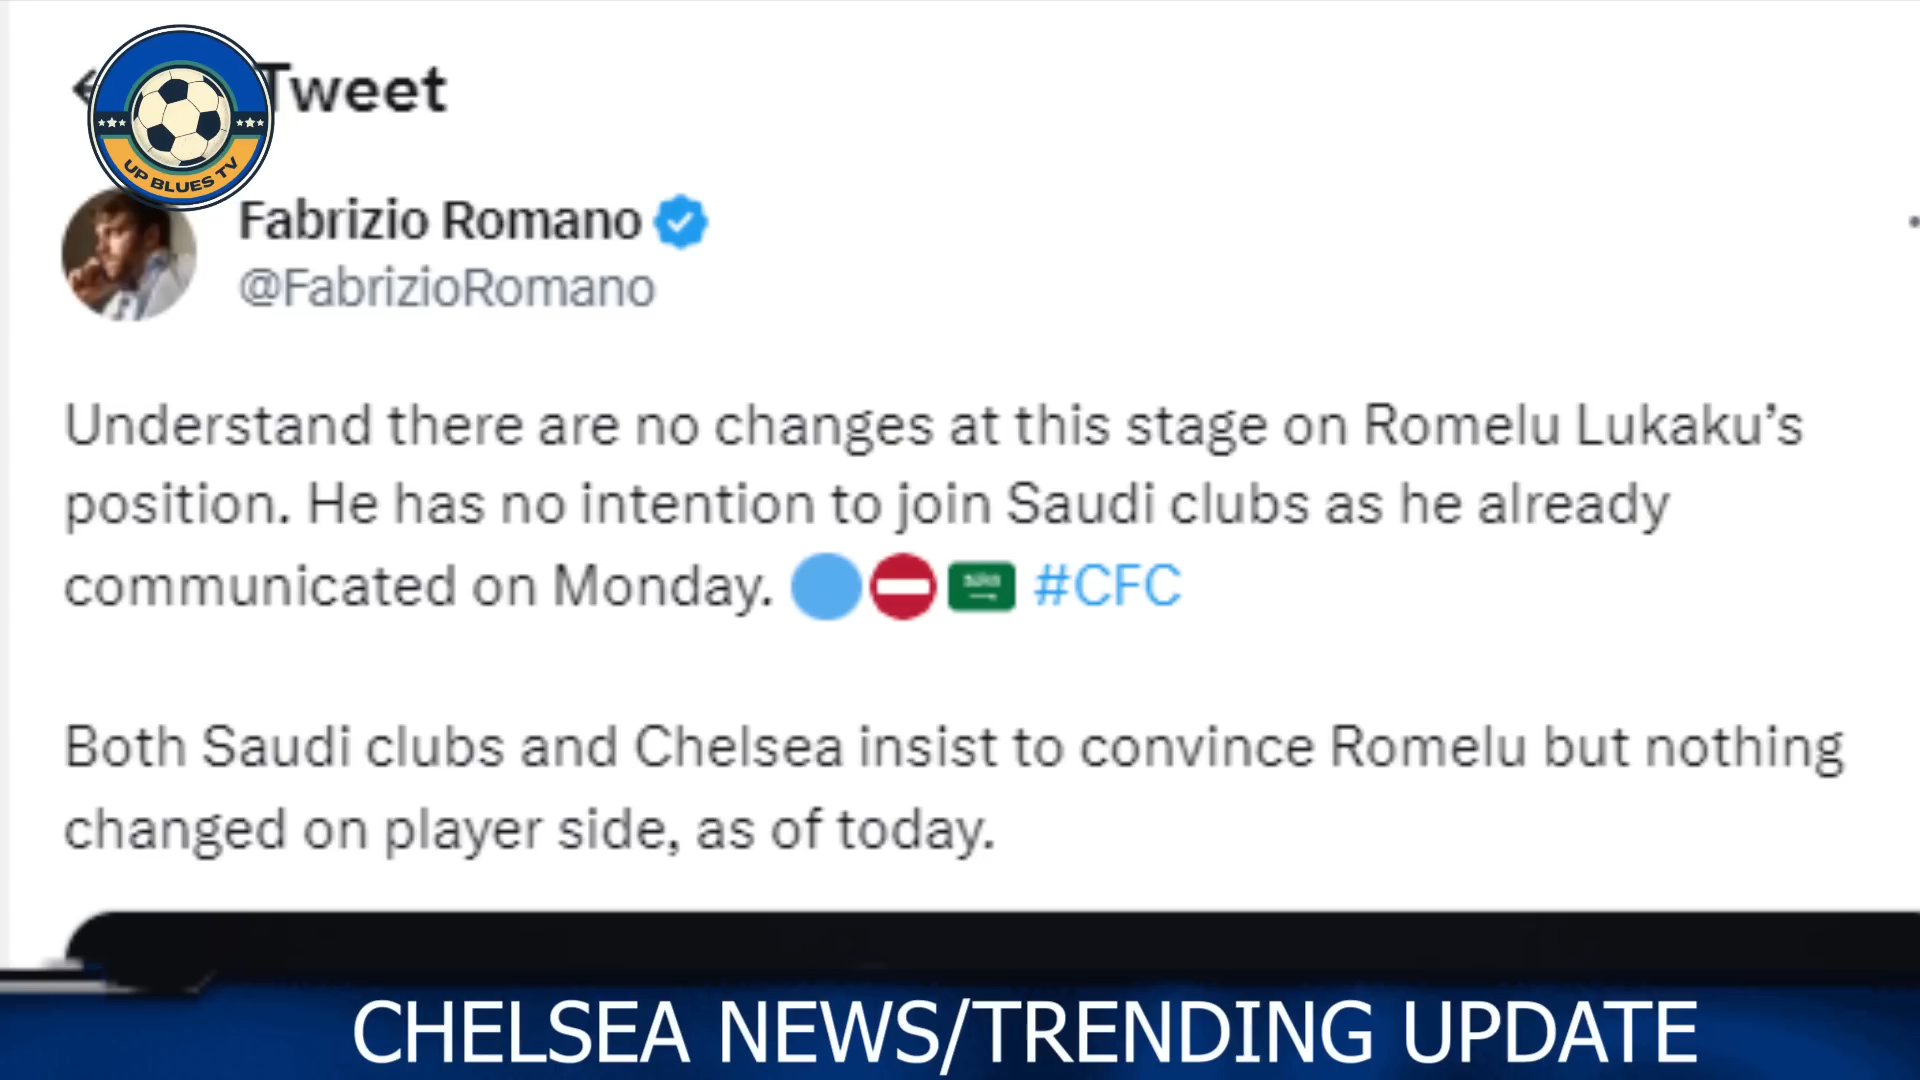 Tweet
UP BLUES TV
Fabrizio Romano
@FabrizioRomano
Understand there are no changes at this stage on Romelu Lukaku’s
position. He has no intention to join Saudi clubs as he already
communicated on Monday. 🔵⛔🇸🇦 #CFC
Both Saudi clubs and Chelsea insist to convince Romelu but nothing
changed on player side, as of today.
CHELSEA NEWS/TRENDING UPDATE